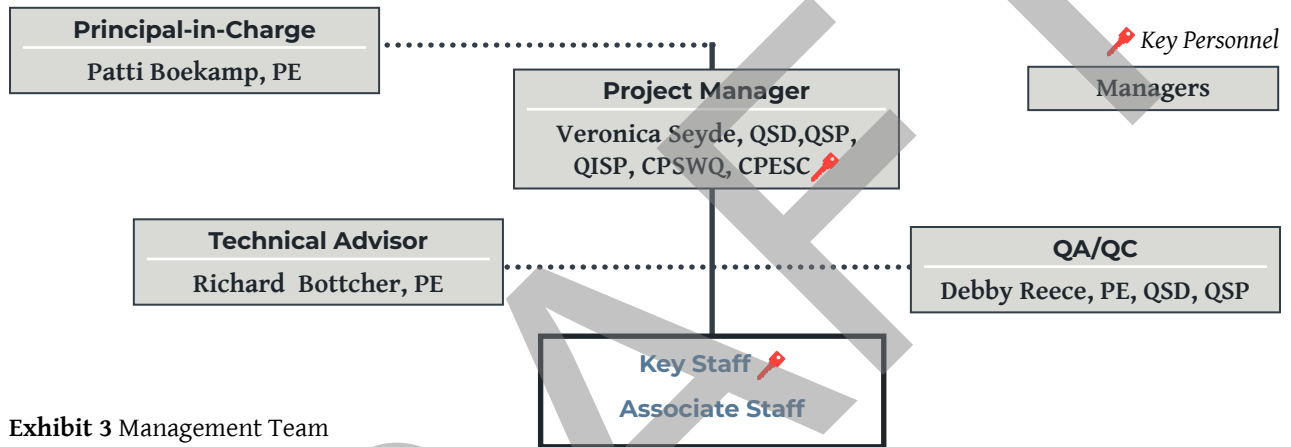 Principal-in-Charge
Patti Boekamp, PE
Key Personnel
Managers
Project Manager
Veronica Seyde, QSD,QSP,
QISP, CPSWQ, CPESC
Technical Advisor
Richard Bottcher, PE
QA/QC
Debby Reece, PE, QSD, QSP
Key Staff
Associate Staff
Exhibit 3 Management Team